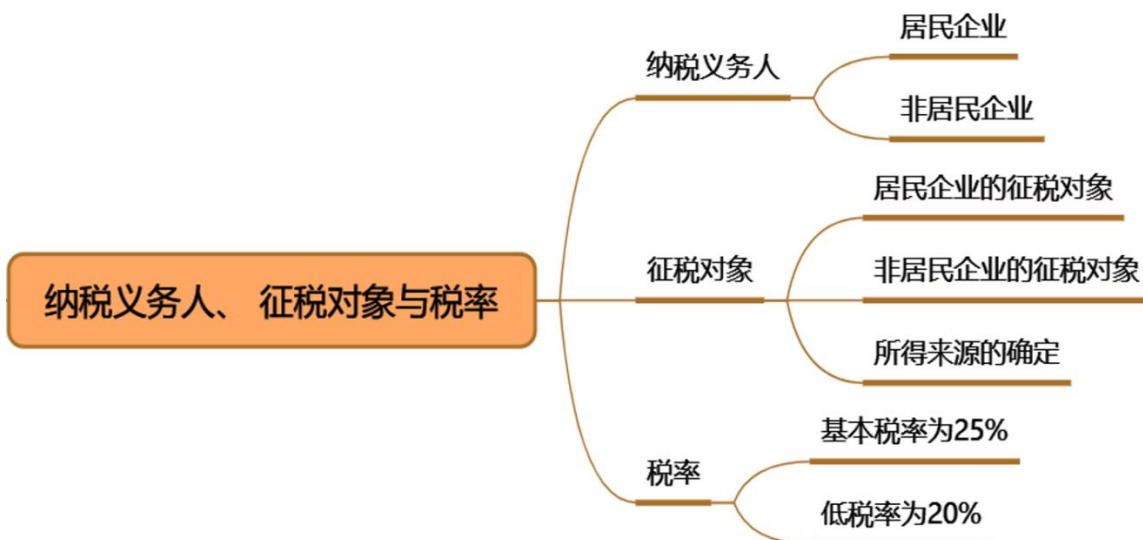 纳税义务人、 征税对象与税率
纳税义务人
居民企业
非居民企业
征税对象
居民企业的征税对象
非居民企业的征税对象
所得来源的确定
税率
基本税率为25%
低税率为20%